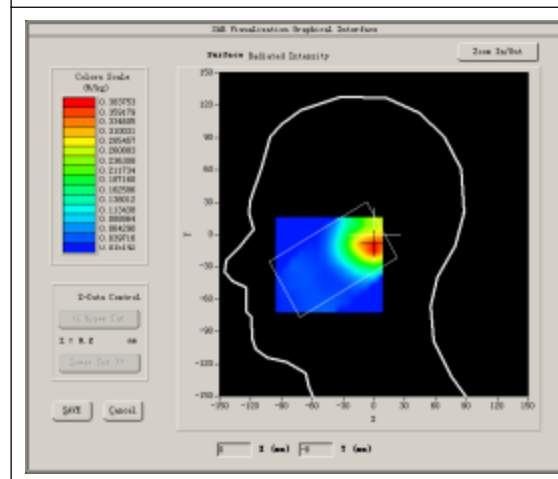 SAR Visualisation Graphical Interface
Surface Radiated Intensity
Zoom In/Out
Colors Scale
(W/kg)
0.383753
0.359179
0.334605
0.310031
0.285457
0.260883
0.236308
0.211734
0.187160
0.162586
0.138012
0.113438
0.088864
0.064290
0.039716
150
120
90
60
30
0
-30
-60
-90
-120
-150
Y
-150 -120 -90 -60 -30 0 30 60 90 120 150
X
Z-Cuts Control
<< Upper Cut
mm
Lower Cut >>
SAVE
Cancel
X (mm)
Y (mm)